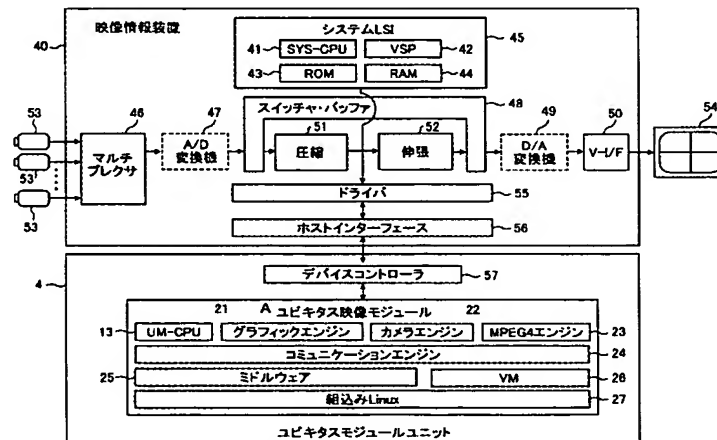 映像情報装置
40
システムLSI
45
41 SYS-CPU VSP 42
43 ROM RAM 44
53 53 53
46
マルチプレクサ
47
A/D変換機
スイッチャ・バッファ
48
51
圧縮
52
伸張
49
D/A変換機
50
V-I/F
54
ドライバ
55
ホストインターフェース
56
4
デバイスコントローラ
57
21 A ユビキタス映像モジュール 22
13 UM-CPU グラフィックエンジン カメラエンジン MPEG4エンジン 23
コミュニケーションエンジン 24
25 ミドルウェア VM 26
組込みLinux 27
ユビキタスモジュールユニット